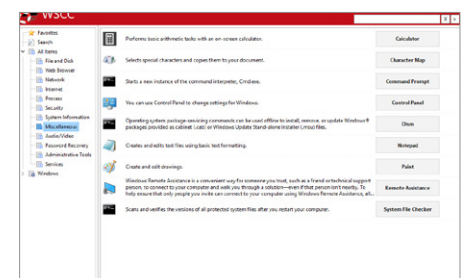 WSCC
Favorites
Search
All Items
File and Disk
Web Browser
Network
Internet
Process
Security
System Information
Miscellaneous
Audio/Video
Password Recovery
Administrative Tools
Services
Windows
Performs basic arithmetic tasks with an on-screen calculator.
Calculator
Selects special characters and copies them to your document.
Character Map
Starts a new instance of the command interpreter, Cmd.exe.
Command Prompt
You can use Control Panel to change settings for Windows.
Control Panel
Operating system package servicing commands can be used offline to install, remove, or update Windows®
packages provided as cabinet (.cab) or Windows Update Stand-alone Installer (.msu) files.
Dism
Creates and edits text files using basic text formatting.
Notepad
Create and edit drawings.
Paint
Windows Remote Assistance is a convenient way for someone you trust, such as a friend or technical support
person, to connect to your computer and walk you through a solution—even if that person isn't nearby. To
help ensure that only people you invite can connect to your computer using Windows Remote Assistance, all...
Remote Assistance
Scans and verifies the versions of all protected system files after you restart your computer.
System File Checker